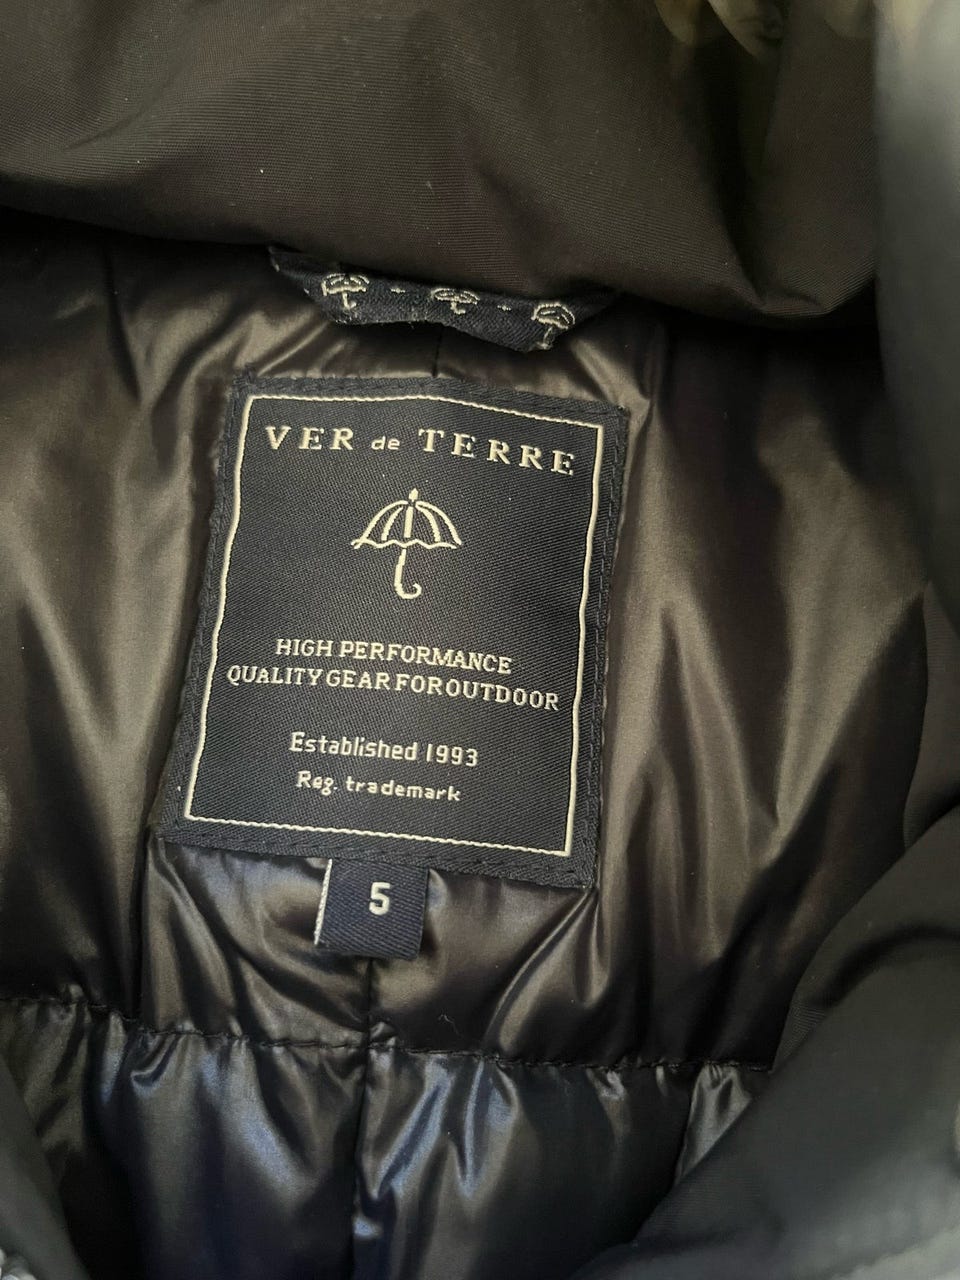 VER de TERRE
HIGH PERFORMANCE
QUALITY GEAR FOR OUTDOOR
Established 1993
Reg. trademark
5